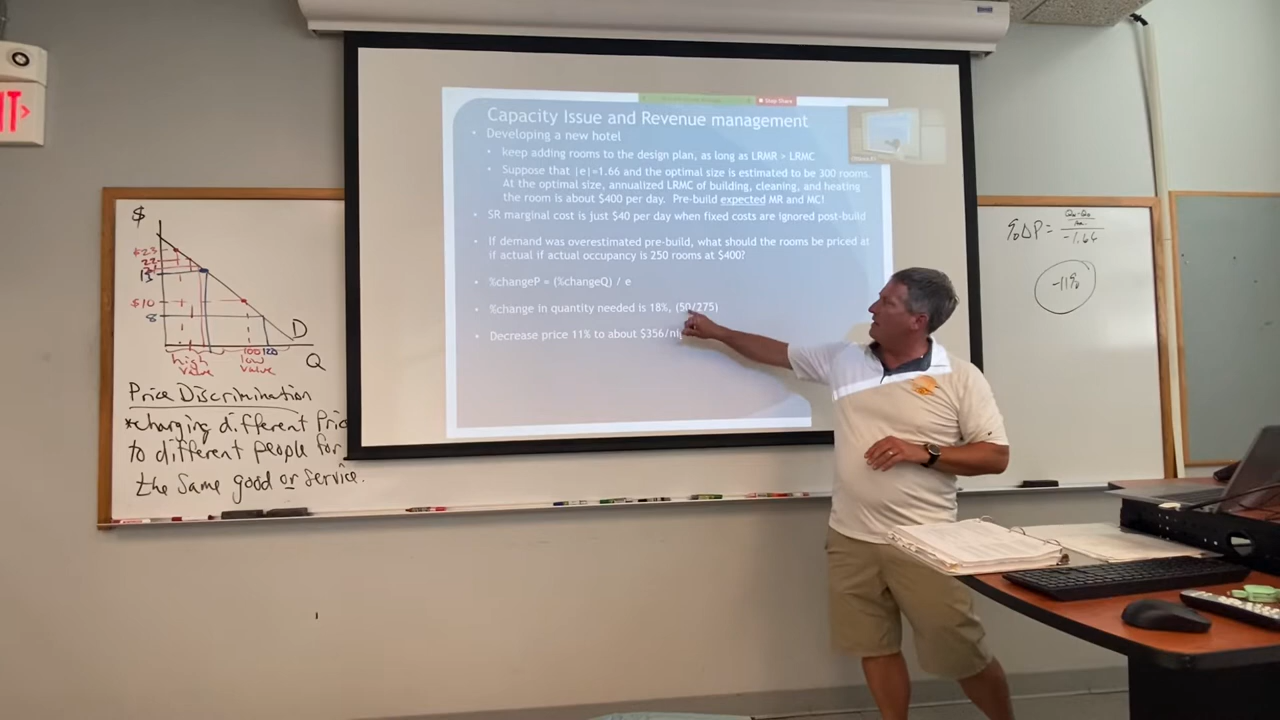 Capacity Issue and Revenue management
• Developing a new hotel
• keep adding rooms to the design plan, as long as LRMR > LRMC
• Suppose that |e|=1.66 and the optimal size is estimated to be 300 rooms.
At the optimal size, annualized LRMC of building, cleaning, and heating
the room is about $400 per day. Pre-build expected MR and MC!
• SR marginal cost is just $40 per day when fixed costs are ignored post-build
• If demand was overestimated pre-build, what should the rooms be priced at
if actual if actual occupancy is 250 rooms at $400?
• %changeP = (%changeQ) / e
• %change in quantity needed is 18%, (50/275)
• Decrease price 11% to about $356/
Stop Share
$
$23
$10
8
D
Q
100 120
high
value
low
value
Price Discrimination
*charging different Pric
to different people for
the Same good or Service.
%ΔP =
-1.66
-11%
IT>